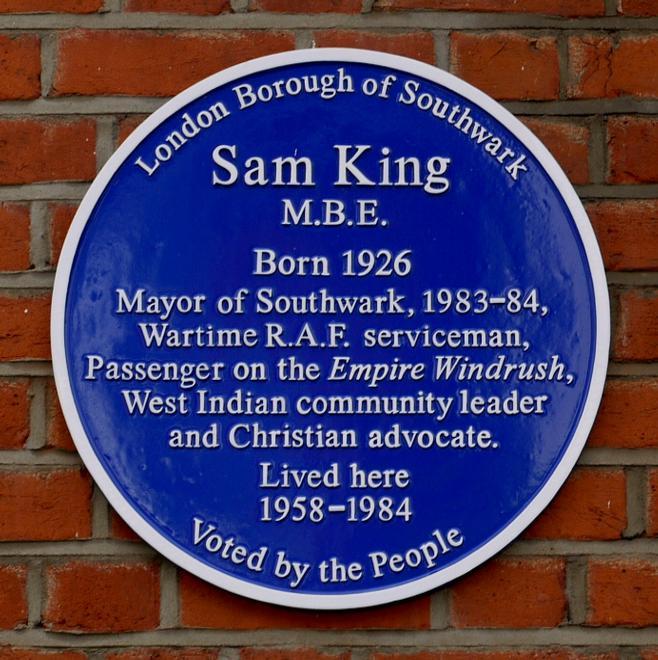 London Borough of Southwark
Sam King
M.B.E.
Born 1926
Mayor of Southwark, 1983–84,
Wartime R.A.F. serviceman,
Passenger on the Empire Windrush,
West Indian community leader
and Christian advocate.
Lived here
1958–1984
Voted by the People